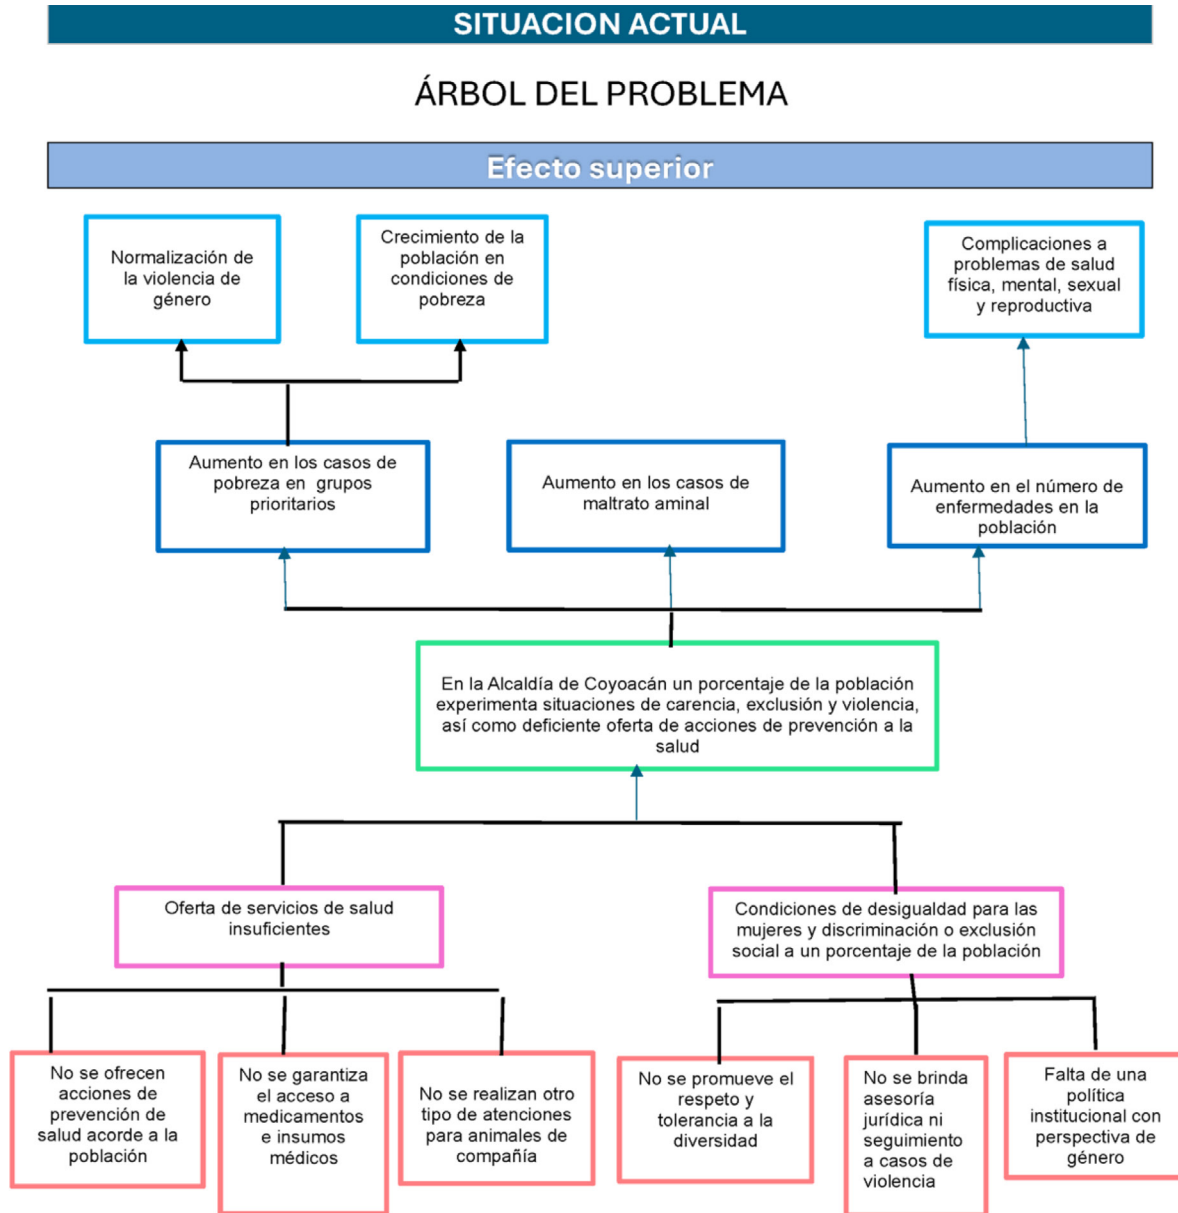 SITUACION ACTUAL
ÁRBOL DEL PROBLEMA
Efecto superior
Normalización de
la violencia de
género
Crecimiento de la
población en
condiciones de
pobreza
Complicaciones a
problemas de salud
física, mental, sexual
y reproductiva
Aumento en los casos de
pobreza en grupos
prioritarios
Aumento en los casos de
maltrato aminal
Aumento en el número de
enfermedades en la
población
En la Alcaldía de Coyoacán un porcentaje de la población
experimenta situaciones de carencia, exclusión y violencia,
así como deficiente oferta de acciones de prevención a la
salud
Oferta de servicios de salud
insuficientes
Condiciones de desigualdad para las
mujeres y discriminación o exclusión
social a un porcentaje de la población
No se ofrecen
acciones de
prevención de
salud acorde a la
población
No se garantiza
el acceso a
medicamentos
e insumos
médicos
No se realizan otro
tipo de atenciones
para animales de
compañía
No se promueve el
respeto y
tolerancia a la
diversidad
No se brinda
asesoría
jurídica ni
seguimiento
a casos de
violencia
Falta de una
política
institucional con
perspectiva de
género